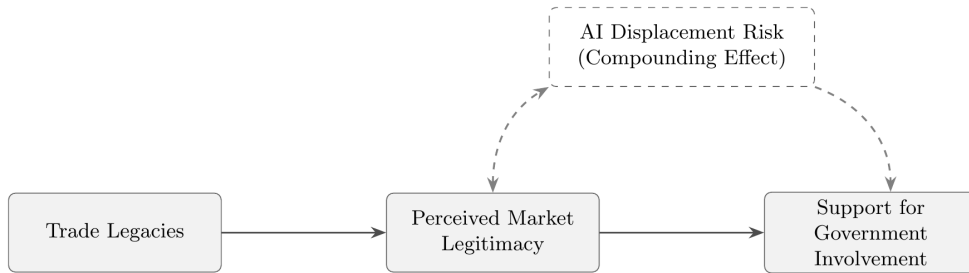 AI Displacement Risk
(Compounding Effect)
Trade Legacies
Perceived Market
Legitimacy
Support for
Government
Involvement